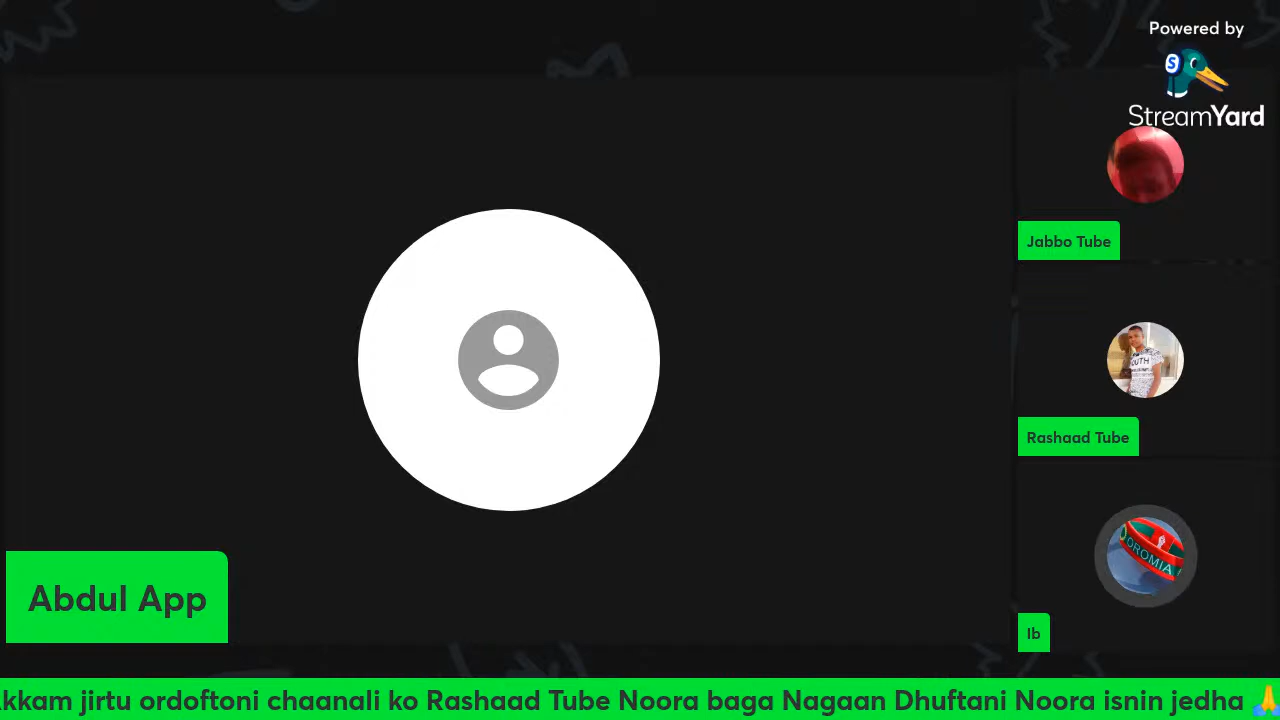 Powered by
S
StreamYard
Jabbo Tube
OUTH
Rashaad Tube
OROMIA
Ib
Abdul App
kkam jirtu ordoftoni chaanali ko Rashaad Tube Noora baga Nagaan Dhuftani Noora isnin jedha 🙏